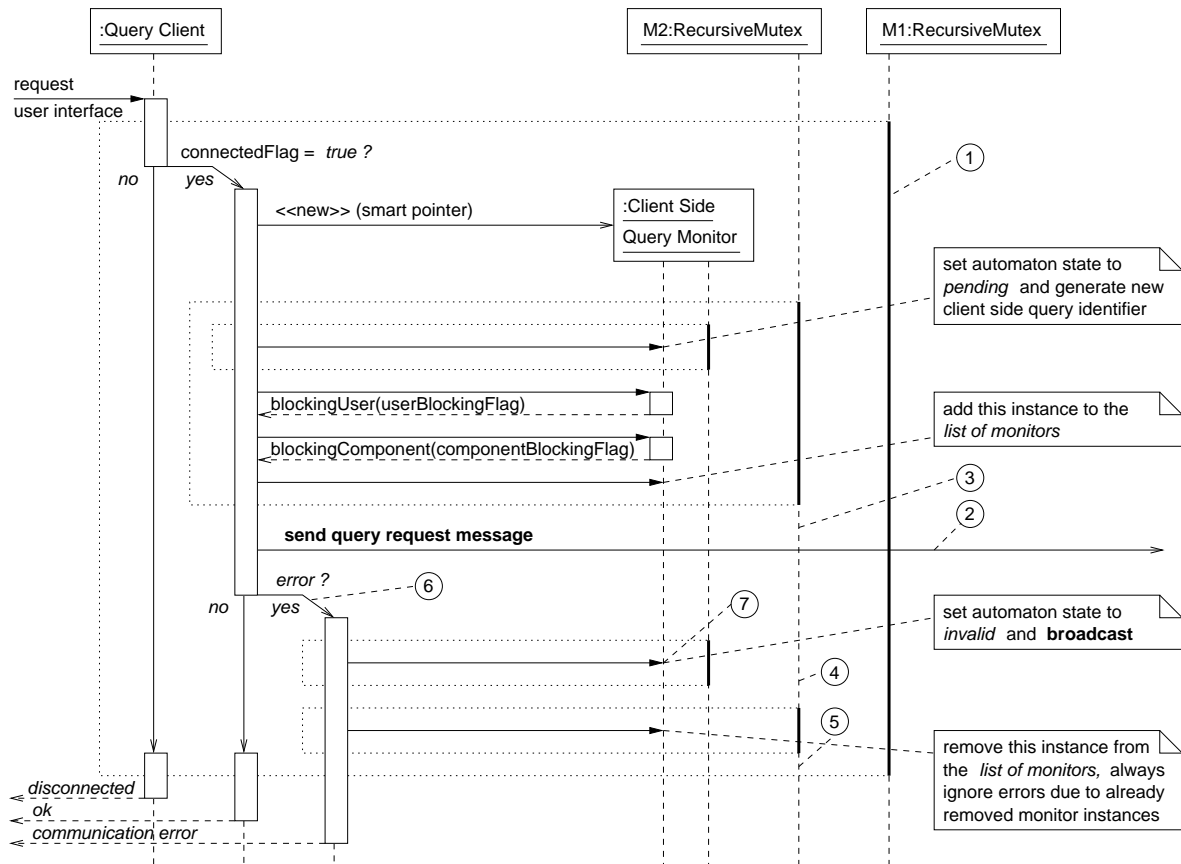 :Query Client
M2:RecursiveMutex
M1:RecursiveMutex
request
user interface
connectedFlag = true ?
no
yes
1
<<new>> (smart pointer)
:Client Side
Query Monitor
set automaton state to
pending and generate new
client side query identifier
blockingUser(userBlockingFlag)
add this instance to the
list of monitors
blockingComponent(componentBlockingFlag)
3
2
send query request message
error ?
6
no
yes
7
set automaton state to
invalid and broadcast
4
5
remove this instance from
the list of monitors, always
ignore errors due to already
removed monitor instances
disconnected
ok
communication error